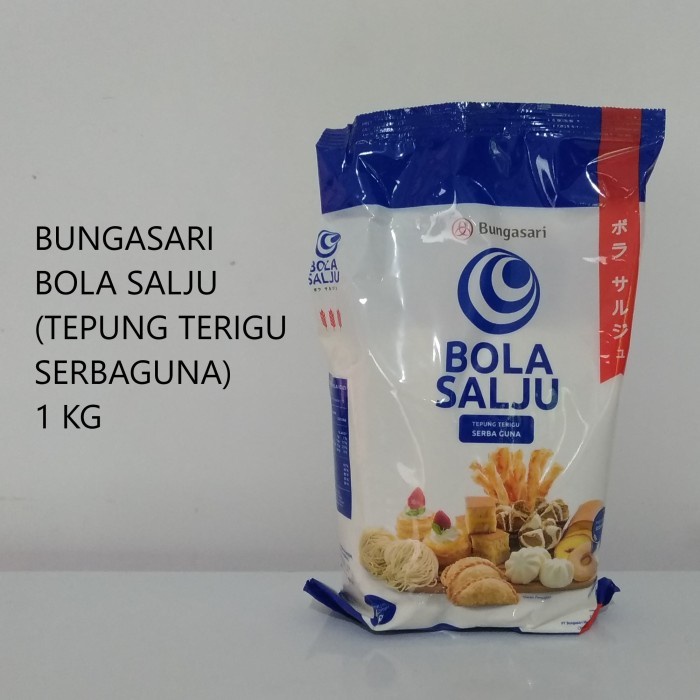 BUNGASARI
BOLA SALJU
(TEPUNG TERIGU
SERBAGUNA)
1 KG
Bungasari
BOLA
SALJU
TEPUNG TERIGU
SERBA GUNA
ボラ サルジュ
BOLA
SALJU